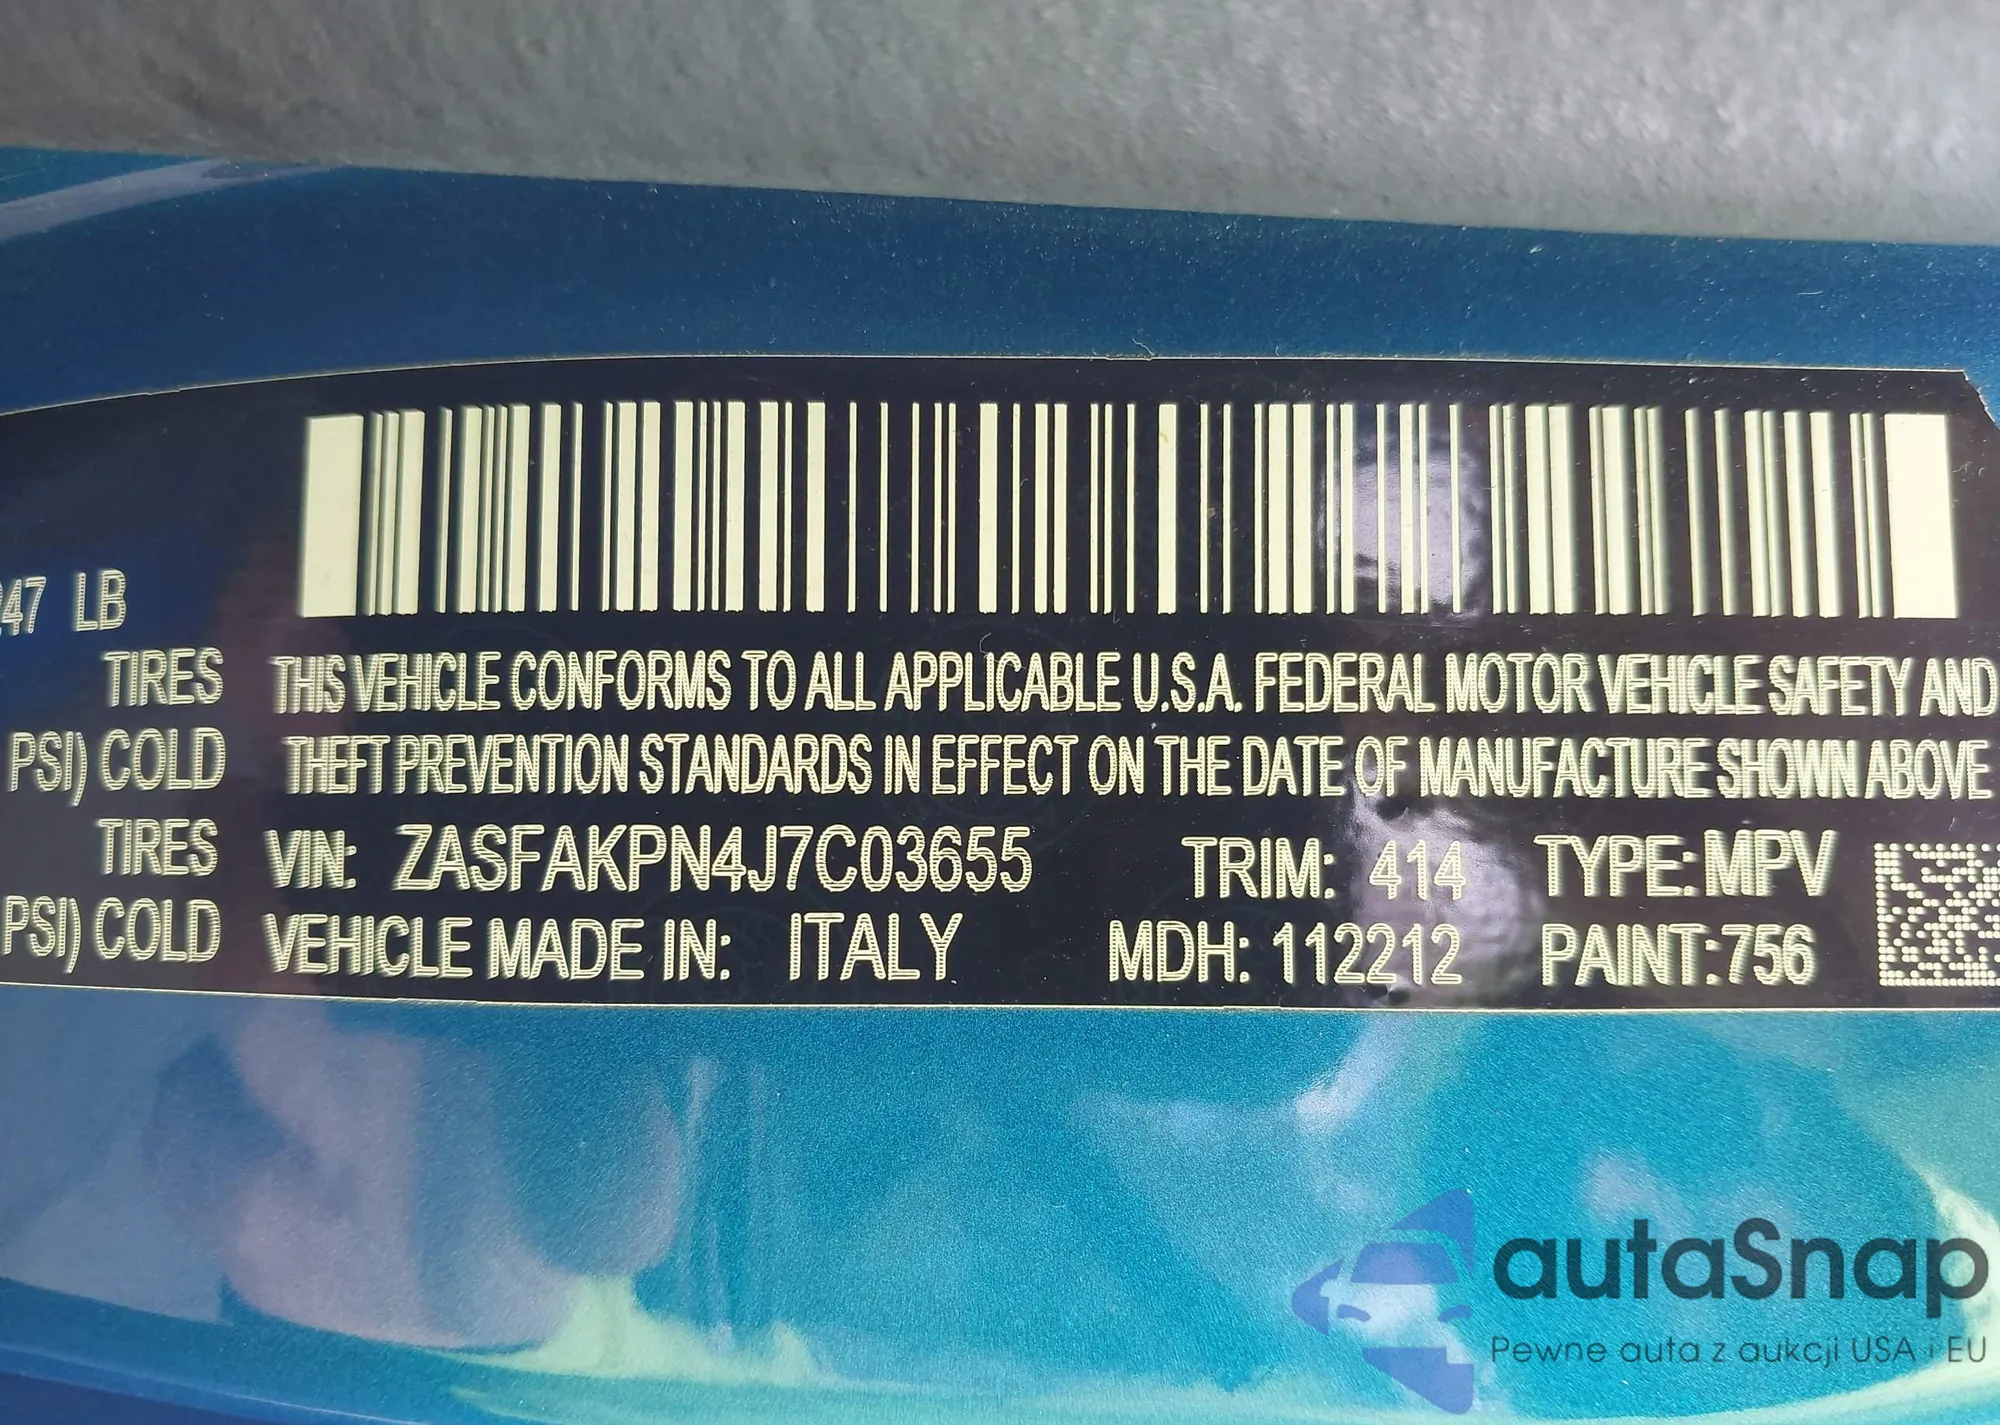 247 LB
TIRES THIS VEHICLE CONFORMS TO ALL APPLICABLE U.S.A. FEDERAL MOTOR VEHICLE SAFETY AND
PSI) COLD THEFT PREVENTION STANDARDS IN EFFECT ON THE DATE OF MANUFACTURE SHOWN ABOVE
TIRES VIN: ZASFAKPN4J7C03655 TRIM: 414 TYPE: MPV
PSI) COLD VEHICLE MADE IN: ITALY MDH: 112212 PAINT:756
autaSnap
Pewne auta z aukcji USA i EU